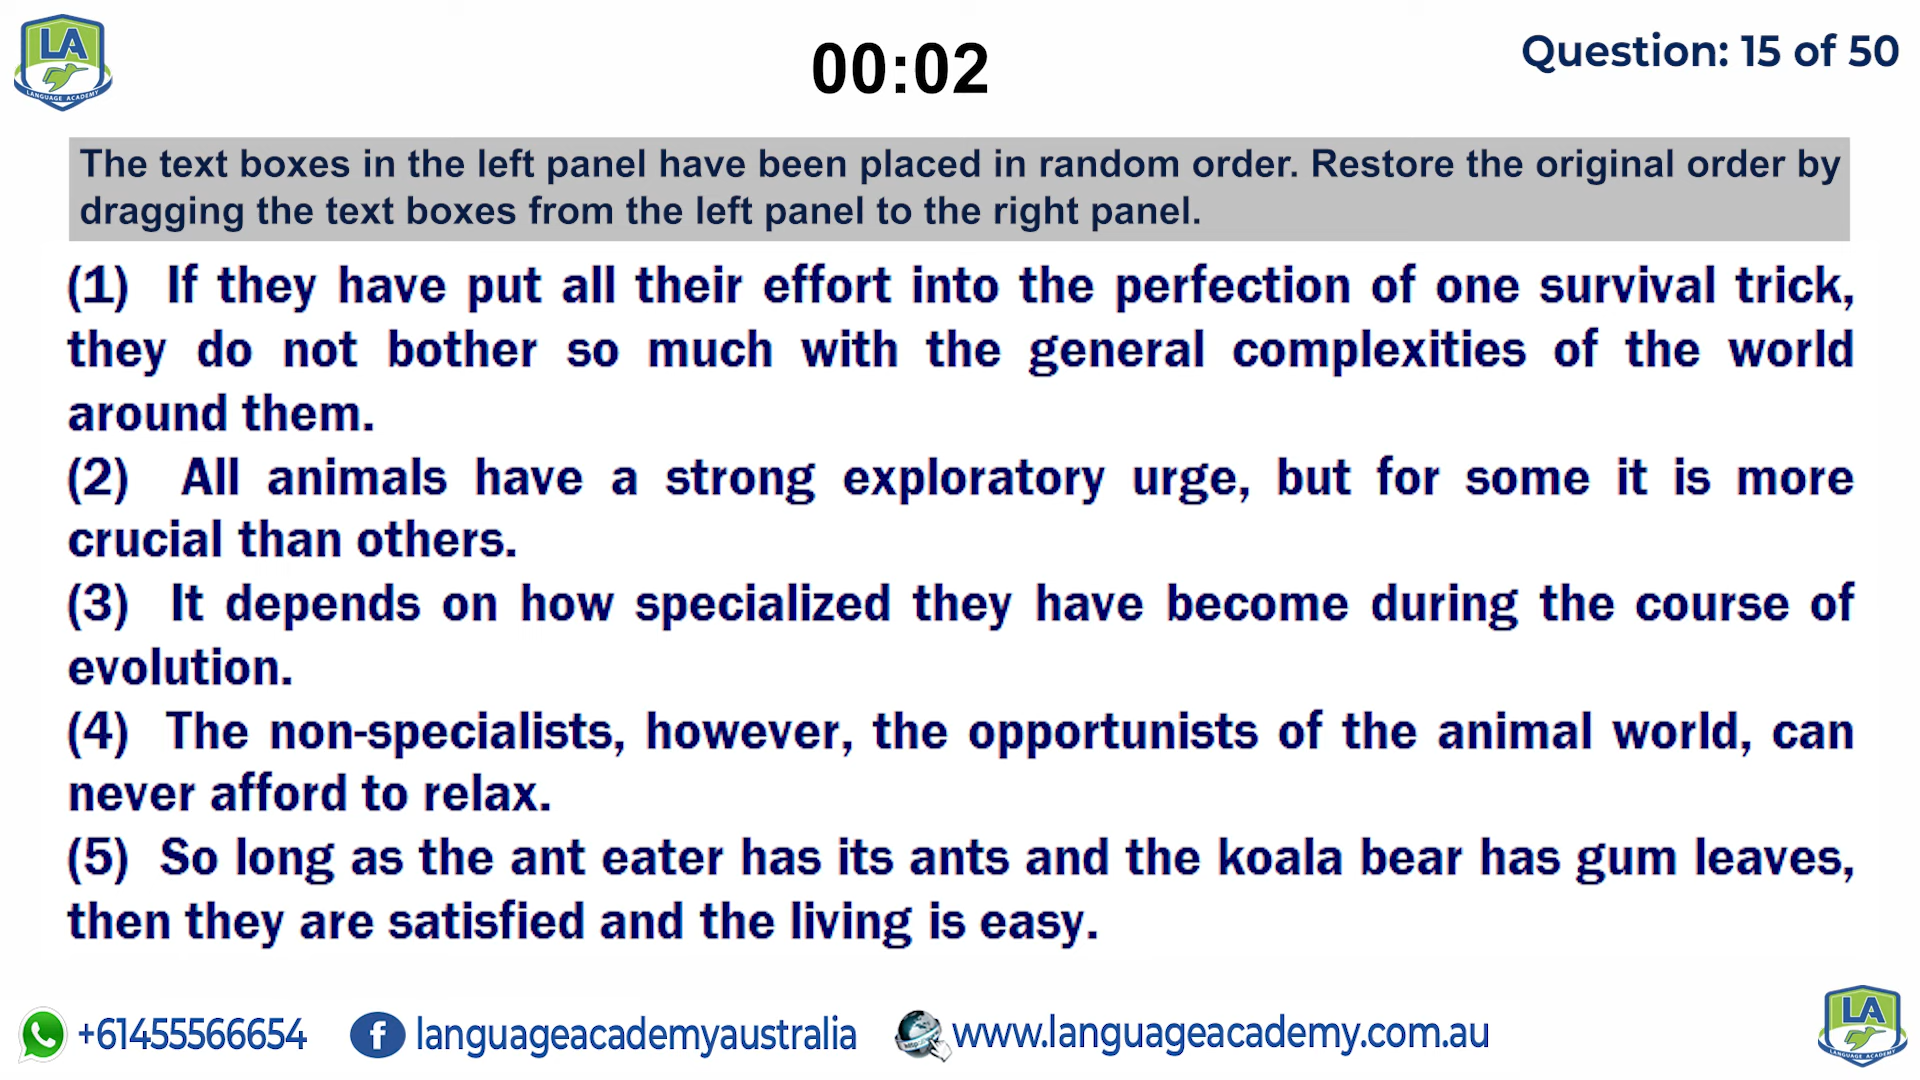 LA
LANGUAGE ACADEMY
00:02
Question: 15 of 50
The text boxes in the left panel have been placed in random order. Restore the original order by
dragging the text boxes from the left panel to the right panel.
(1) If they have put all their effort into the perfection of one survival trick,
they do not bother so much with the general complexities of the world
around them.
(2) All animals have a strong exploratory urge, but for some it is more
crucial than others.
(3) It depends on how specialized they have become during the course of
evolution.
(4) The non-specialists, however, the opportunists of the animal world, can
never afford to relax.
(5) So long as the ant eater has its ants and the koala bear has gum leaves,
then they are satisfied and the living is easy.
+61455566654 languageacademyaustralia www.languageacademy.com.au
LA
LANGUAGE ACADEMY